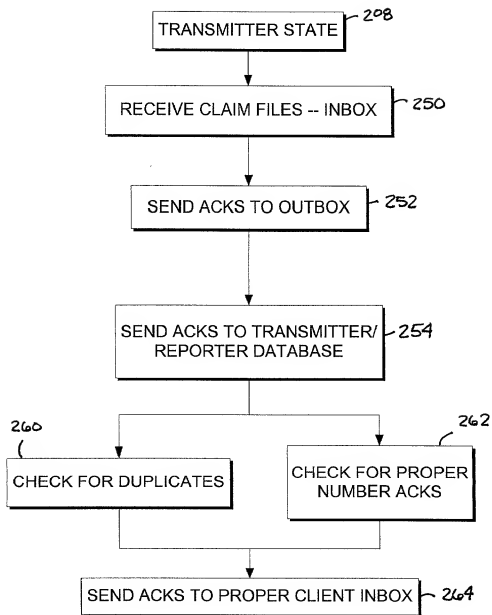 TRANSMITTER STATE
208
RECEIVE CLAIM FILES -- INBOX
250
SEND ACKS TO OUTBOX
252
SEND ACKS TO TRANSMITTER/
REPORTER DATABASE
254
260
CHECK FOR DUPLICATES
262
CHECK FOR PROPER
NUMBER ACKS
SEND ACKS TO PROPER CLIENT INBOX
264